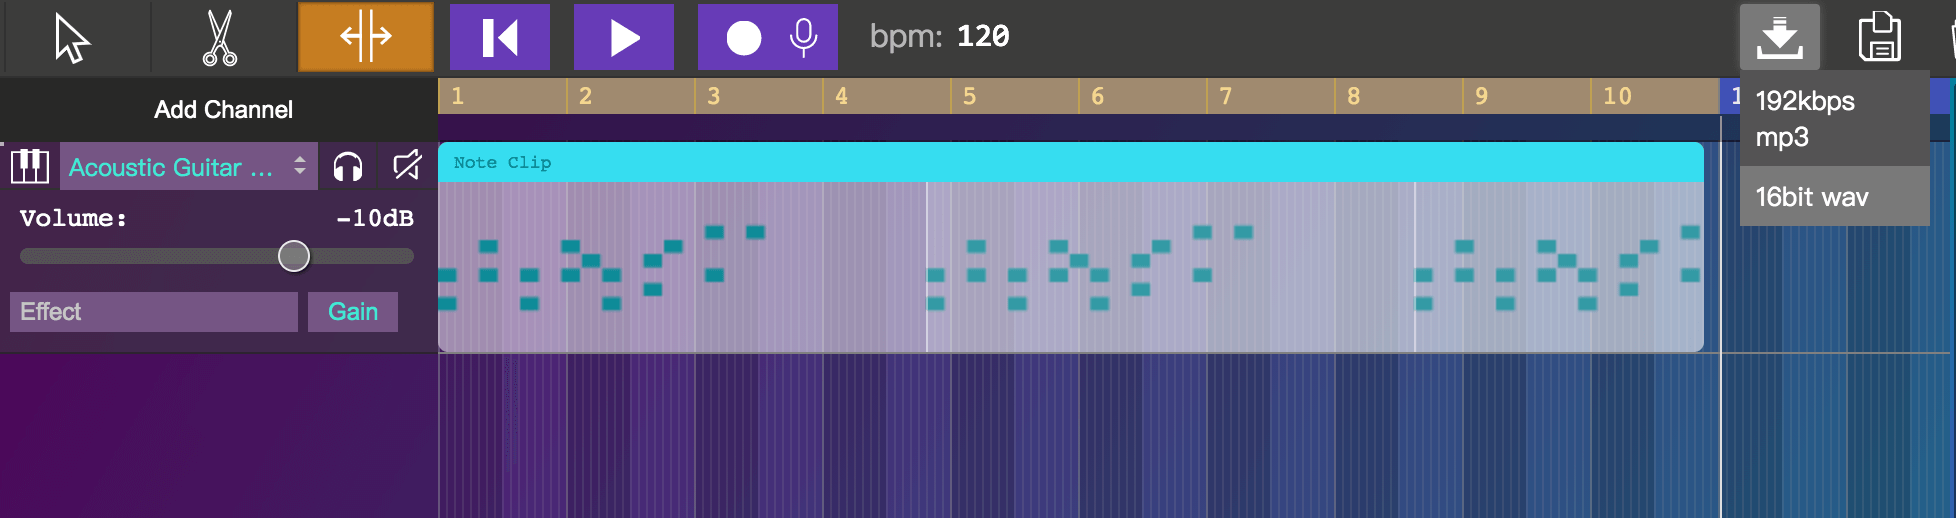 bpm: 120
Add Channel
1 2 3 4 5 6 7 8 9 10
192kbps
mp3
16bit wav
Acoustic Guitar ...
Note Clip
Volume: -10dB
Effect Gain